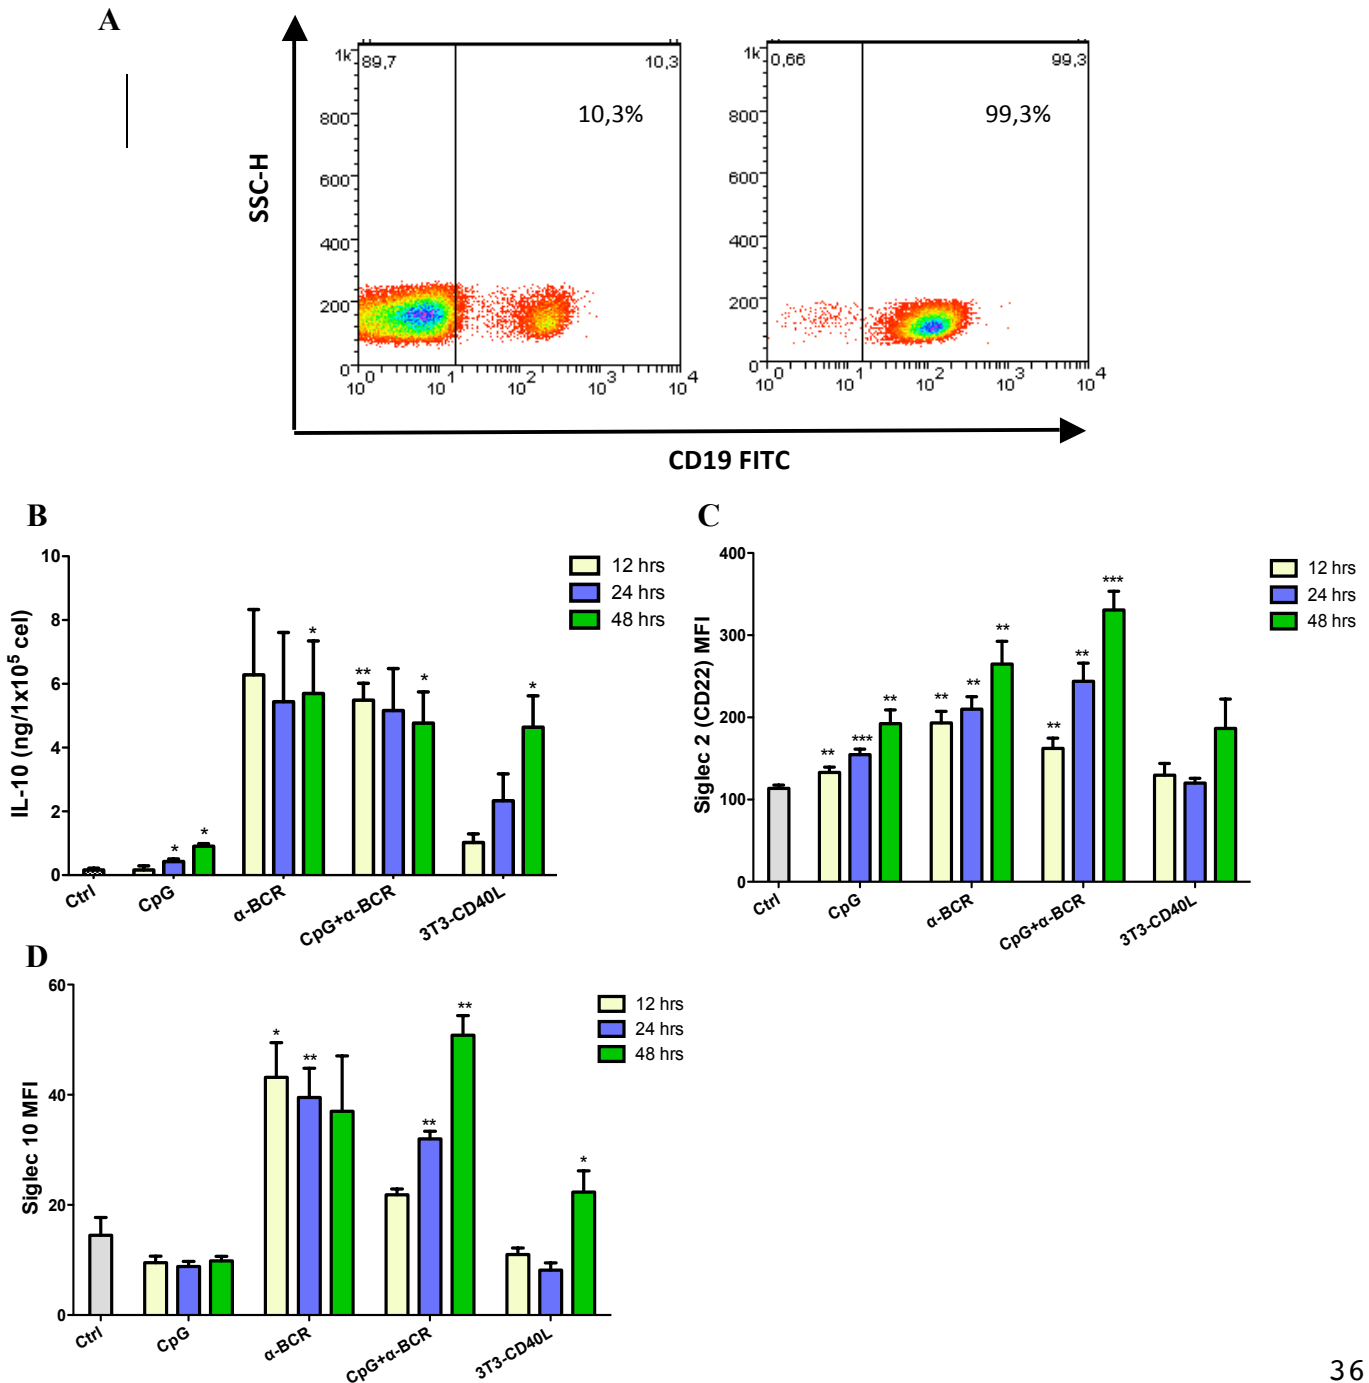 A
1k 89,7 10,3
10,3%
800
600
400
200
0
10^0 10^1 10^2 10^3 10^4
1k 0,66 99,3
99,3%
800
600
400
200
0
10^0 10^1 10^2 10^3 10^4
SSC-H
CD19 FITC
B
10
8
6
4
2
0
IL-10 (ng/1x10^5 cel)
* * * ** * *
12 hrs
24 hrs
48 hrs
Ctrl CpG α-BCR CpG+α-BCR 3T3-CD40L
C
400
300
200
100
0
Siglec 2 (CD22) MFI
** *** ** ** ** ** ** ** ***
12 hrs
24 hrs
48 hrs
Ctrl CpG α-BCR CpG+α-BCR 3T3-CD40L
D
60
40
20
0
Siglec 10 MFI
* ** ** ** *
12 hrs
24 hrs
48 hrs
Ctrl CpG α-BCR CpG+α-BCR 3T3-CD40L
36